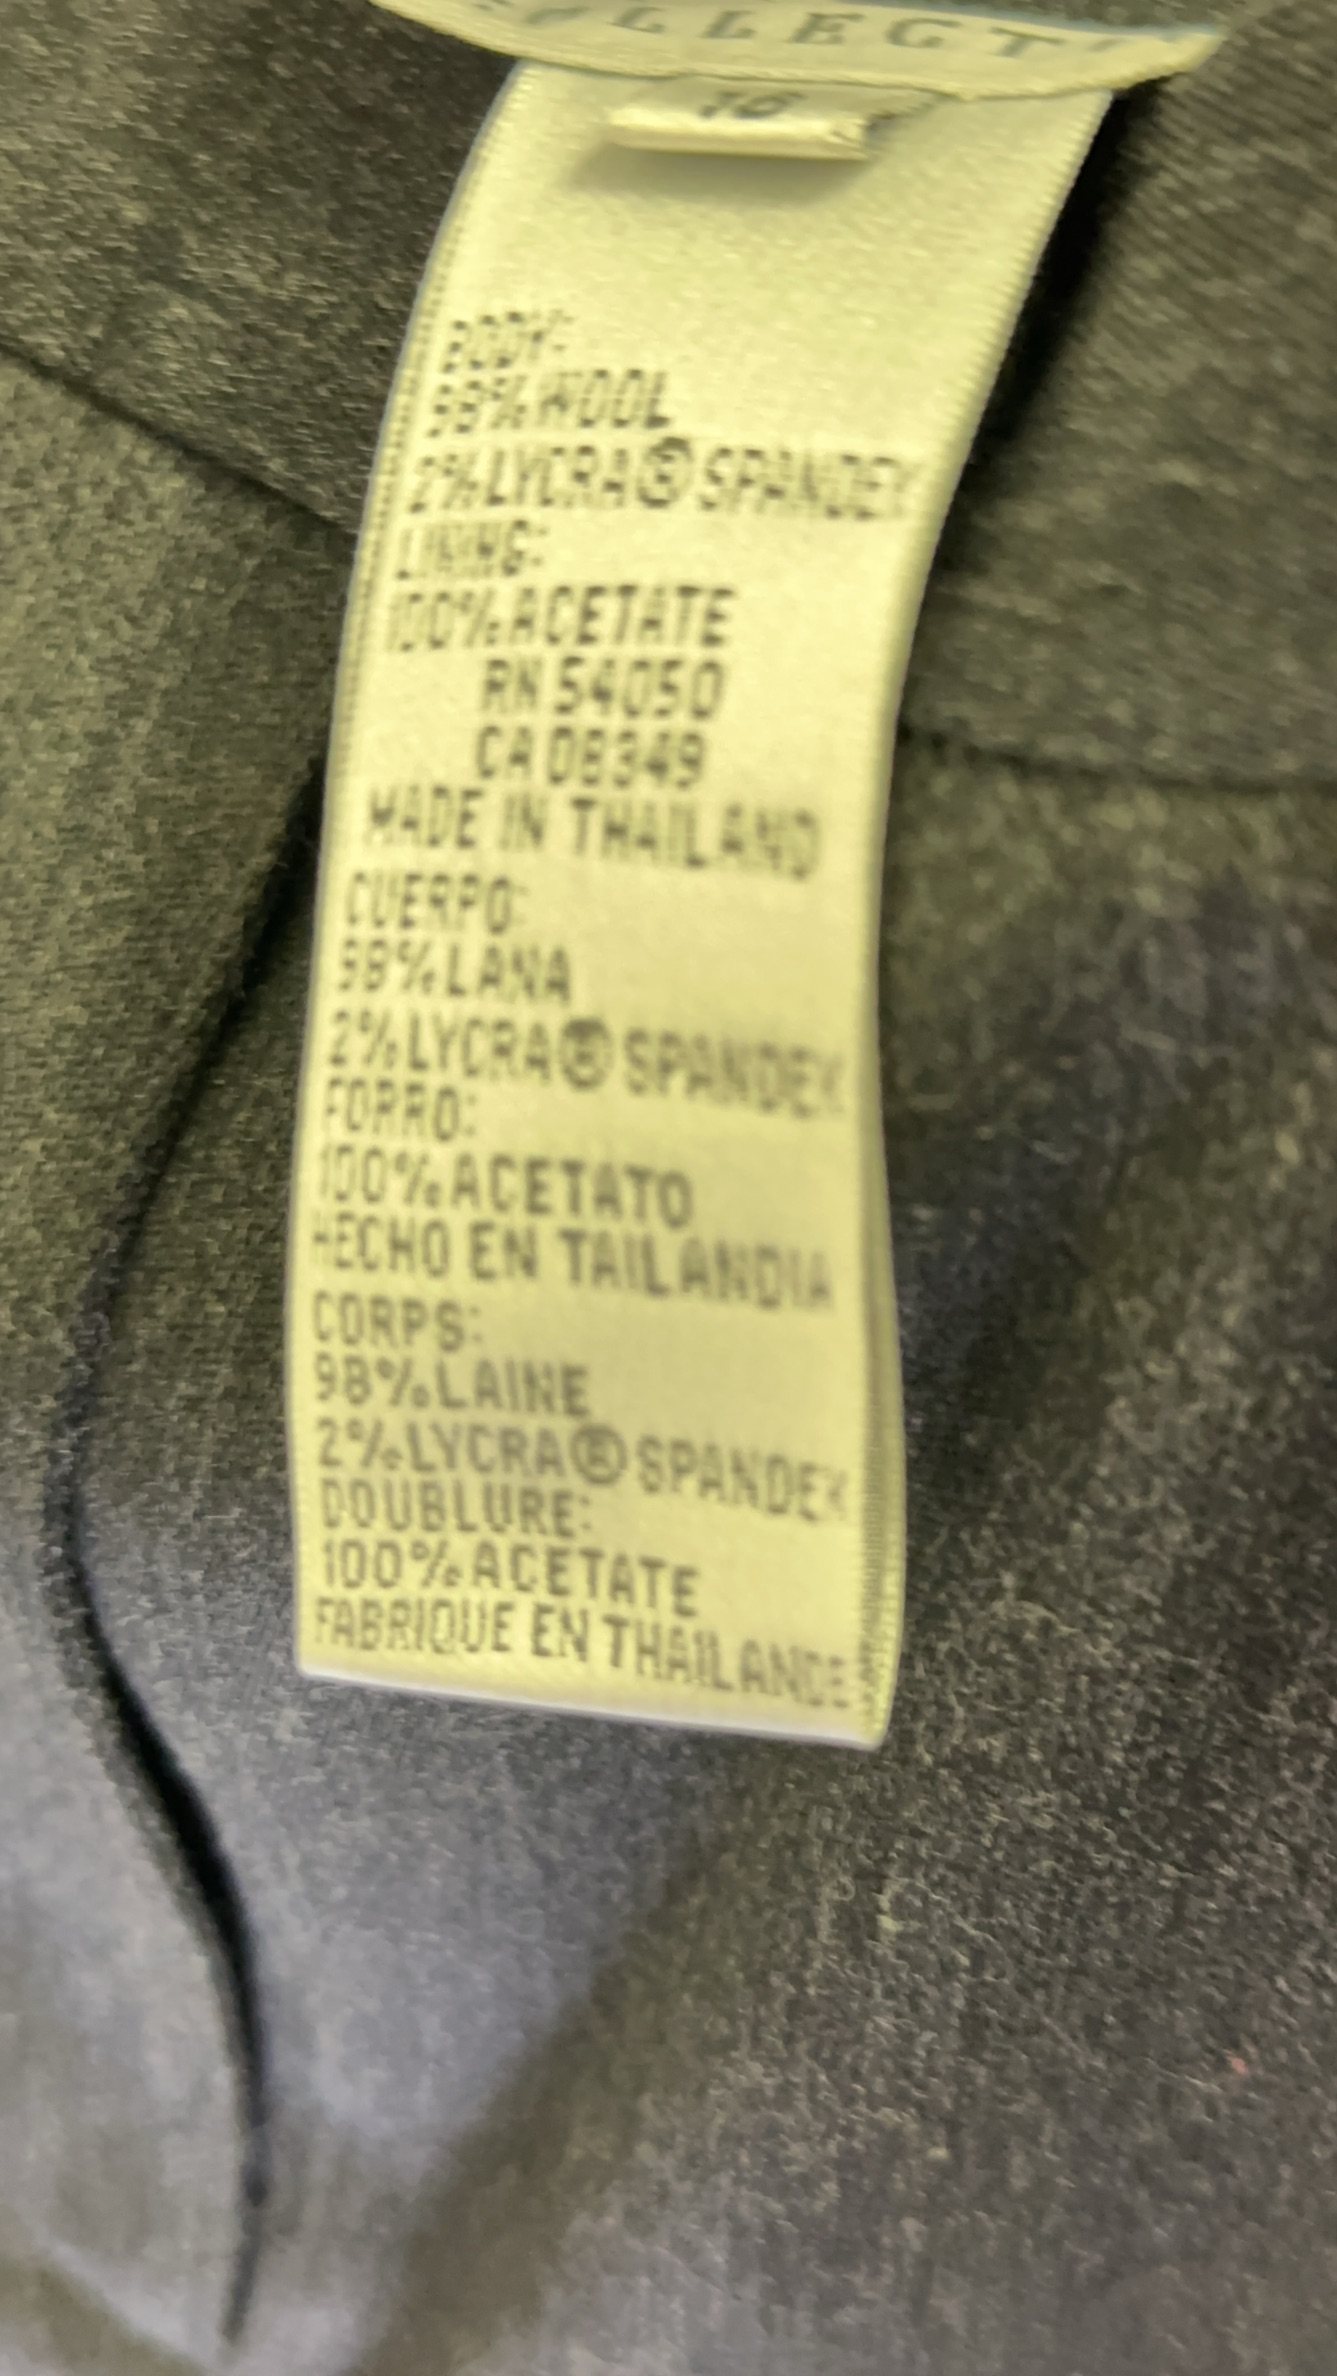 16
BODY:
98% WOOL
2% LYCRA® SPANDEX
LINING:
100% ACETATE
RN 54050
CA 08349
MADE IN THAILAND
CUERPO:
98% LANA
2% LYCRA® SPANDEX
FORRO:
100% ACETATO
HECHO EN TAILANDIA
CORPS:
98% LAINE
2% LYCRA® SPANDEX
DOUBLURE:
100% ACETATE
FABRIQUE EN THAILANDE